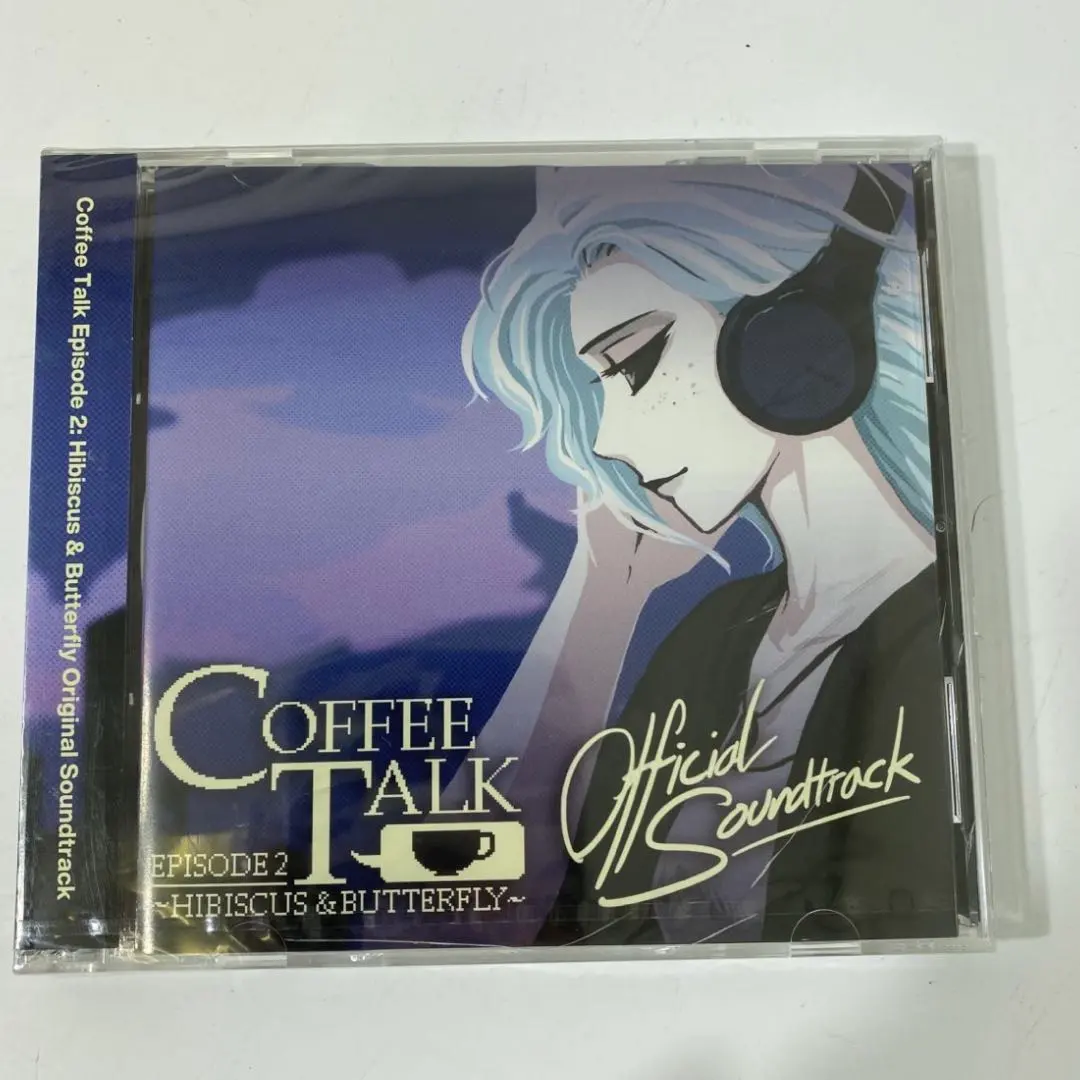 Coffee Talk Episode 2: Hibiscus & Butterfly Original Soundtrack
COFFEE
TALK
EPISODE 2
~HIBISCUS & BUTTERFLY~
Official
Soundtrack